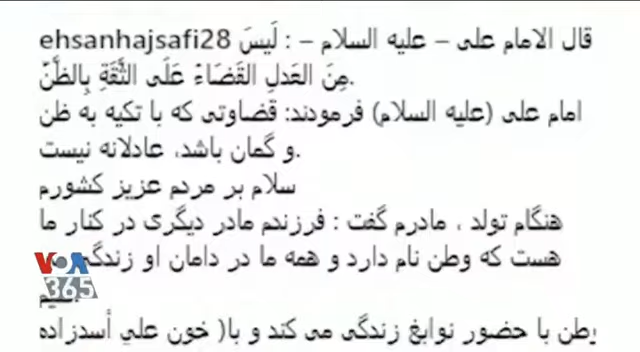 ehsanhajsafi28 قال الامام علی – علیه السلام – : لَیسَ
مِنَ العَدلِ القَضاءُ عَلَی الثِّقَةِ بِالظَّنِّ.
امام علی (علیه السلام) فرمودند: قضاوتی که با تکیه به ظن
و گمان باشد، عادلانه نیست.
سلام بر مردم عزیز کشورم
هنگام تولد ، مادرم گفت : فرزندم مادر دیگری در کنار ما
هست که وطن نام دارد و همه ما در دامان او زندگی
VOA
365
وطن با حضور نوابغ زندگی می کند و با( خون علی أسدزاده